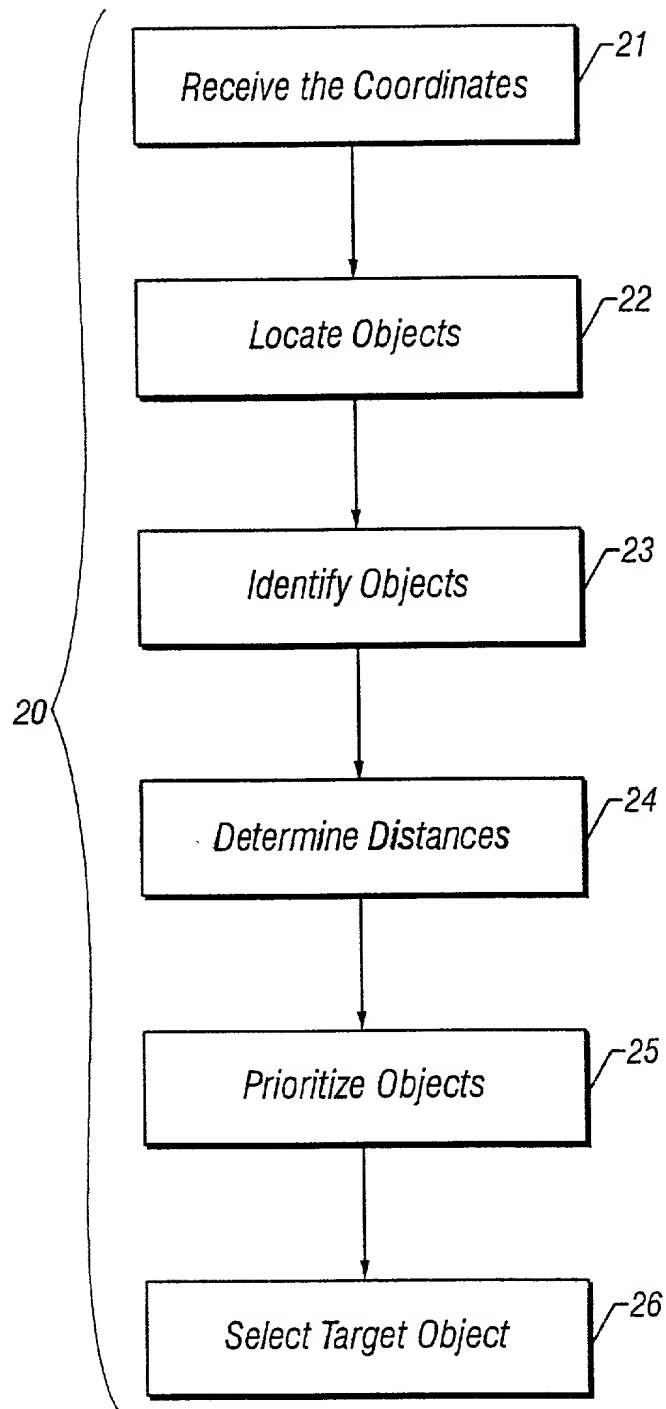 21
Receive the Coordinates
22
Locate Objects
23
Identify Objects
20
24
Determine Distances
25
Prioritize Objects
26
Select Target Object